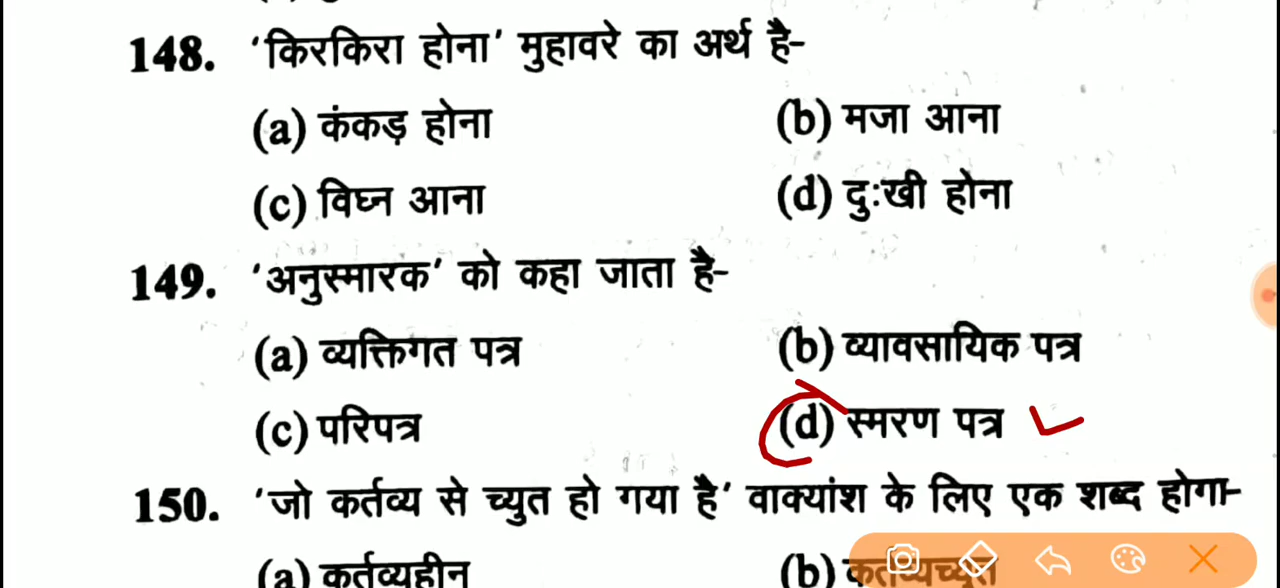 148. 'किरकिरा होना' मुहावरे का अर्थ है-
(a) कंकड़ होना (b) मजा आना
(c) विघ्न आना (d) दुःखी होना
149. 'अनुस्मारक' को कहा जाता है-
(a) व्यक्तिगत पत्र (b) व्यावसायिक पत्र
(c) परिपत्र (d) स्मरण पत्र
150. 'जो कर्तव्य से च्युत हो गया है' वाक्यांश के लिए एक शब्द होगा-
(a) कर्तव्यहीन (b)